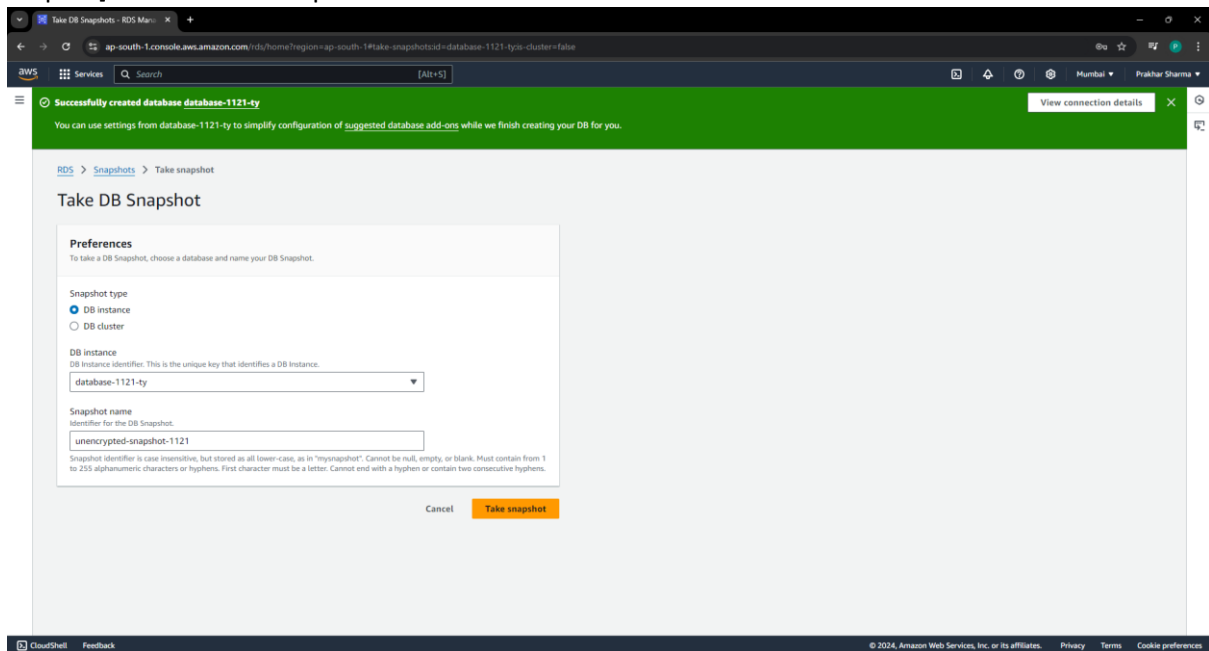 Take DB Snapshots - RDS Mana
ap-south-1.console.aws.amazon.com/rds/home?region=ap-south-1#take-snapshots:id=database-1121-ty;is-cluster=false
aws Services Search [Alt+S] Mumbai Prakhar Sharma
Successfully created database database-1121-ty
View connection details
You can use settings from database-1121-ty to simplify configuration of suggested database add-ons while we finish creating your DB for you.
RDS > Snapshots > Take snapshot
Take DB Snapshot
Preferences
To take a DB Snapshot, choose a database and name your DB Snapshot.
Snapshot type
DB instance
DB cluster
DB instance
DB Instance identifier. This is the unique key that identifies a DB Instance.
database-1121-ty
Snapshot name
Identifier for the DB Snapshot.
unencrypted-snapshot-1121
Snapshot identifier is case insensitive, but stored as all lower-case, as in "mysnapshot". Cannot be null, empty, or blank. Must contain from 1
to 255 alphanumeric characters or hyphens. First character must be a letter. Cannot end with a hyphen or contain two consecutive hyphens.
Cancel Take snapshot
CloudShell Feedback © 2024, Amazon Web Services, Inc. or its affiliates. Privacy Terms Cookie preferences